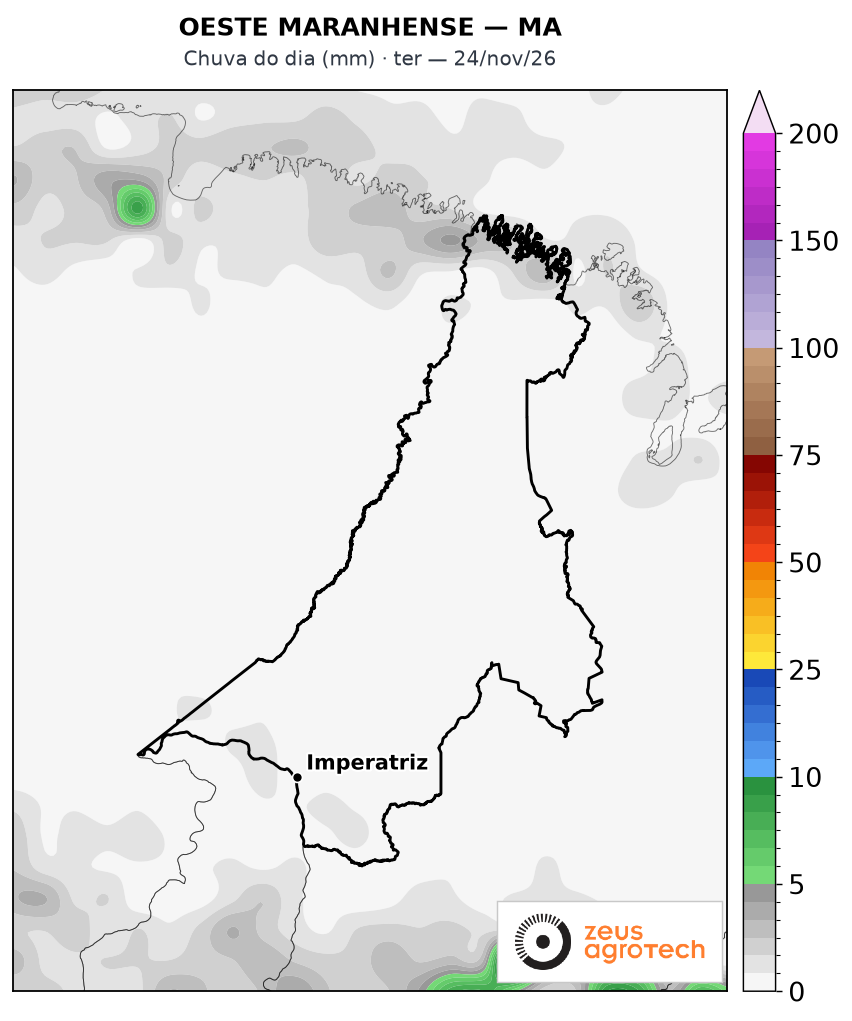 OESTE MARANHENSE — MA
Chuva do dia (mm) · ter — 24/nov/26
200
150
100
75
50
25
10
5
0
Imperatriz
zeus
agrotech